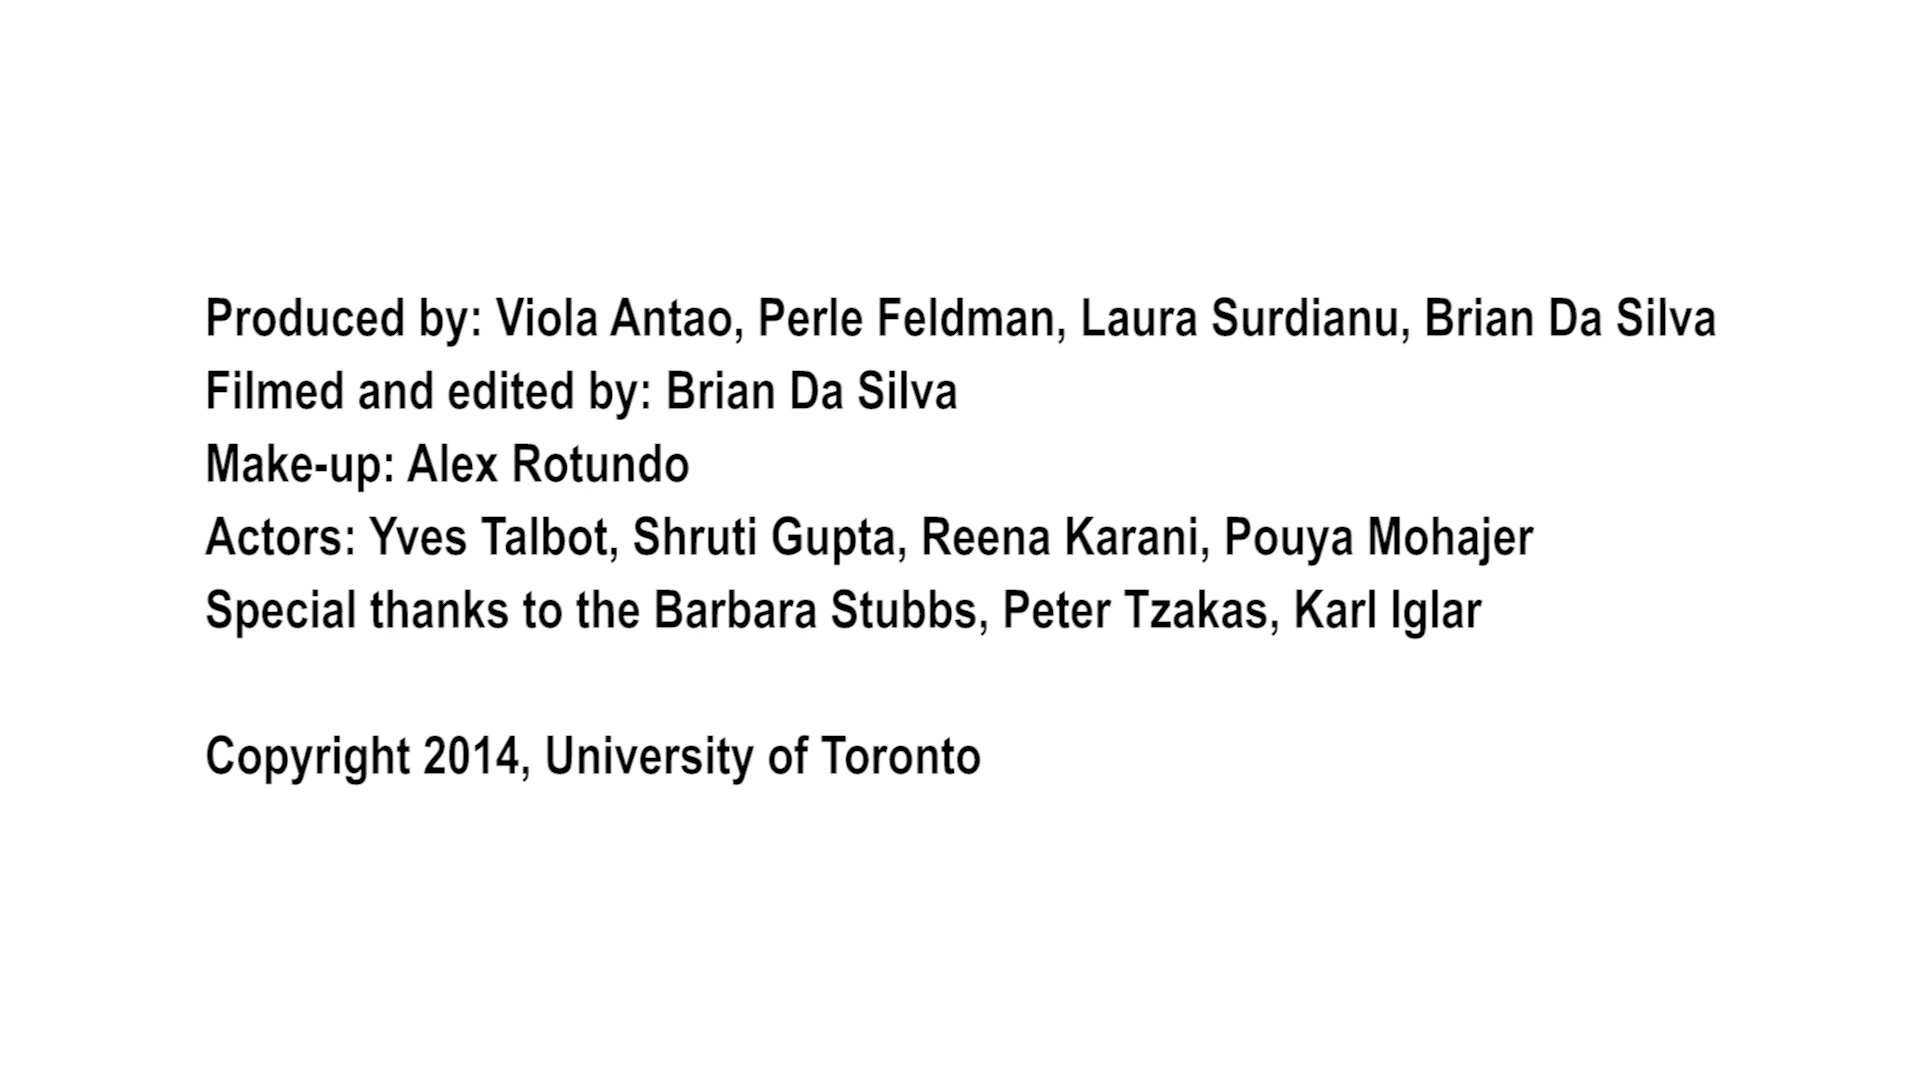 Produced by: Viola Antao, Perle Feldman, Laura Surdianu, Brian Da Silva
Filmed and edited by: Brian Da Silva
Make-up: Alex Rotundo
Actors: Yves Talbot, Shruti Gupta, Reena Karani, Pouya Mohajer
Special thanks to the Barbara Stubbs, Peter Tzakas, Karl Iglar
Copyright 2014, University of Toronto